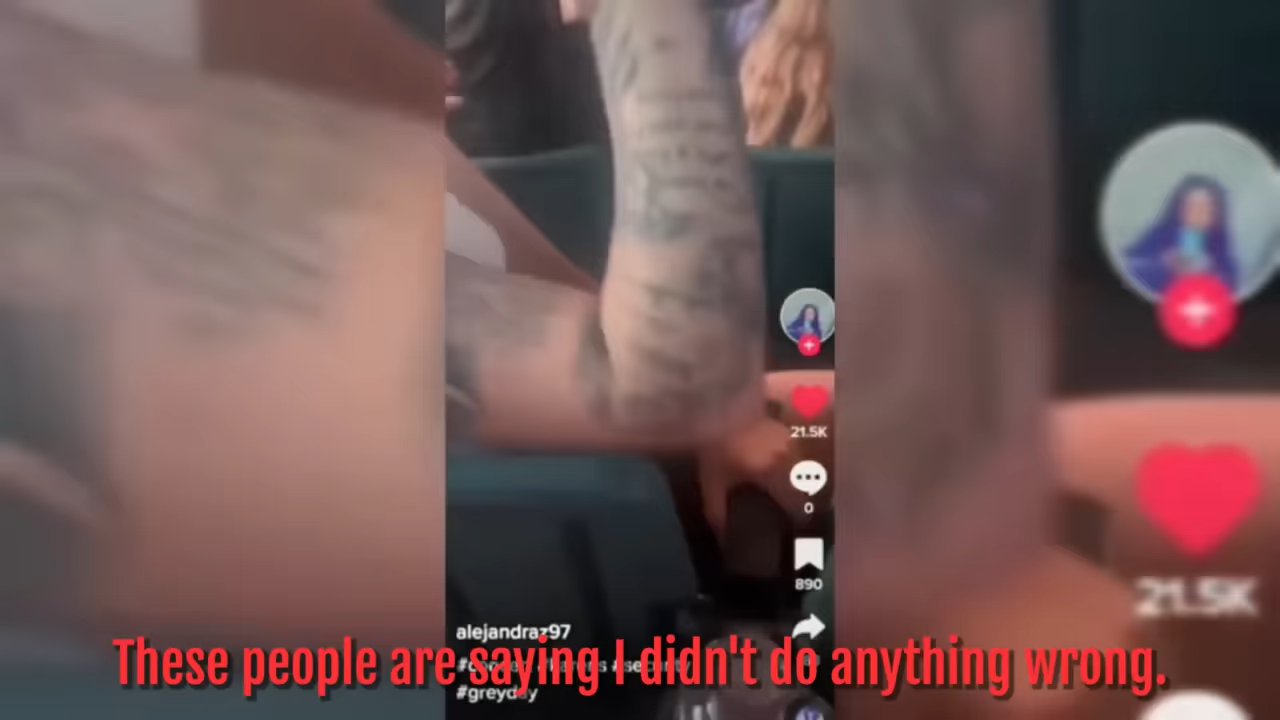 21.5K
0
890
alejandraz97
#greyday
21.5K
These people are saying I didn't do anything wrong.